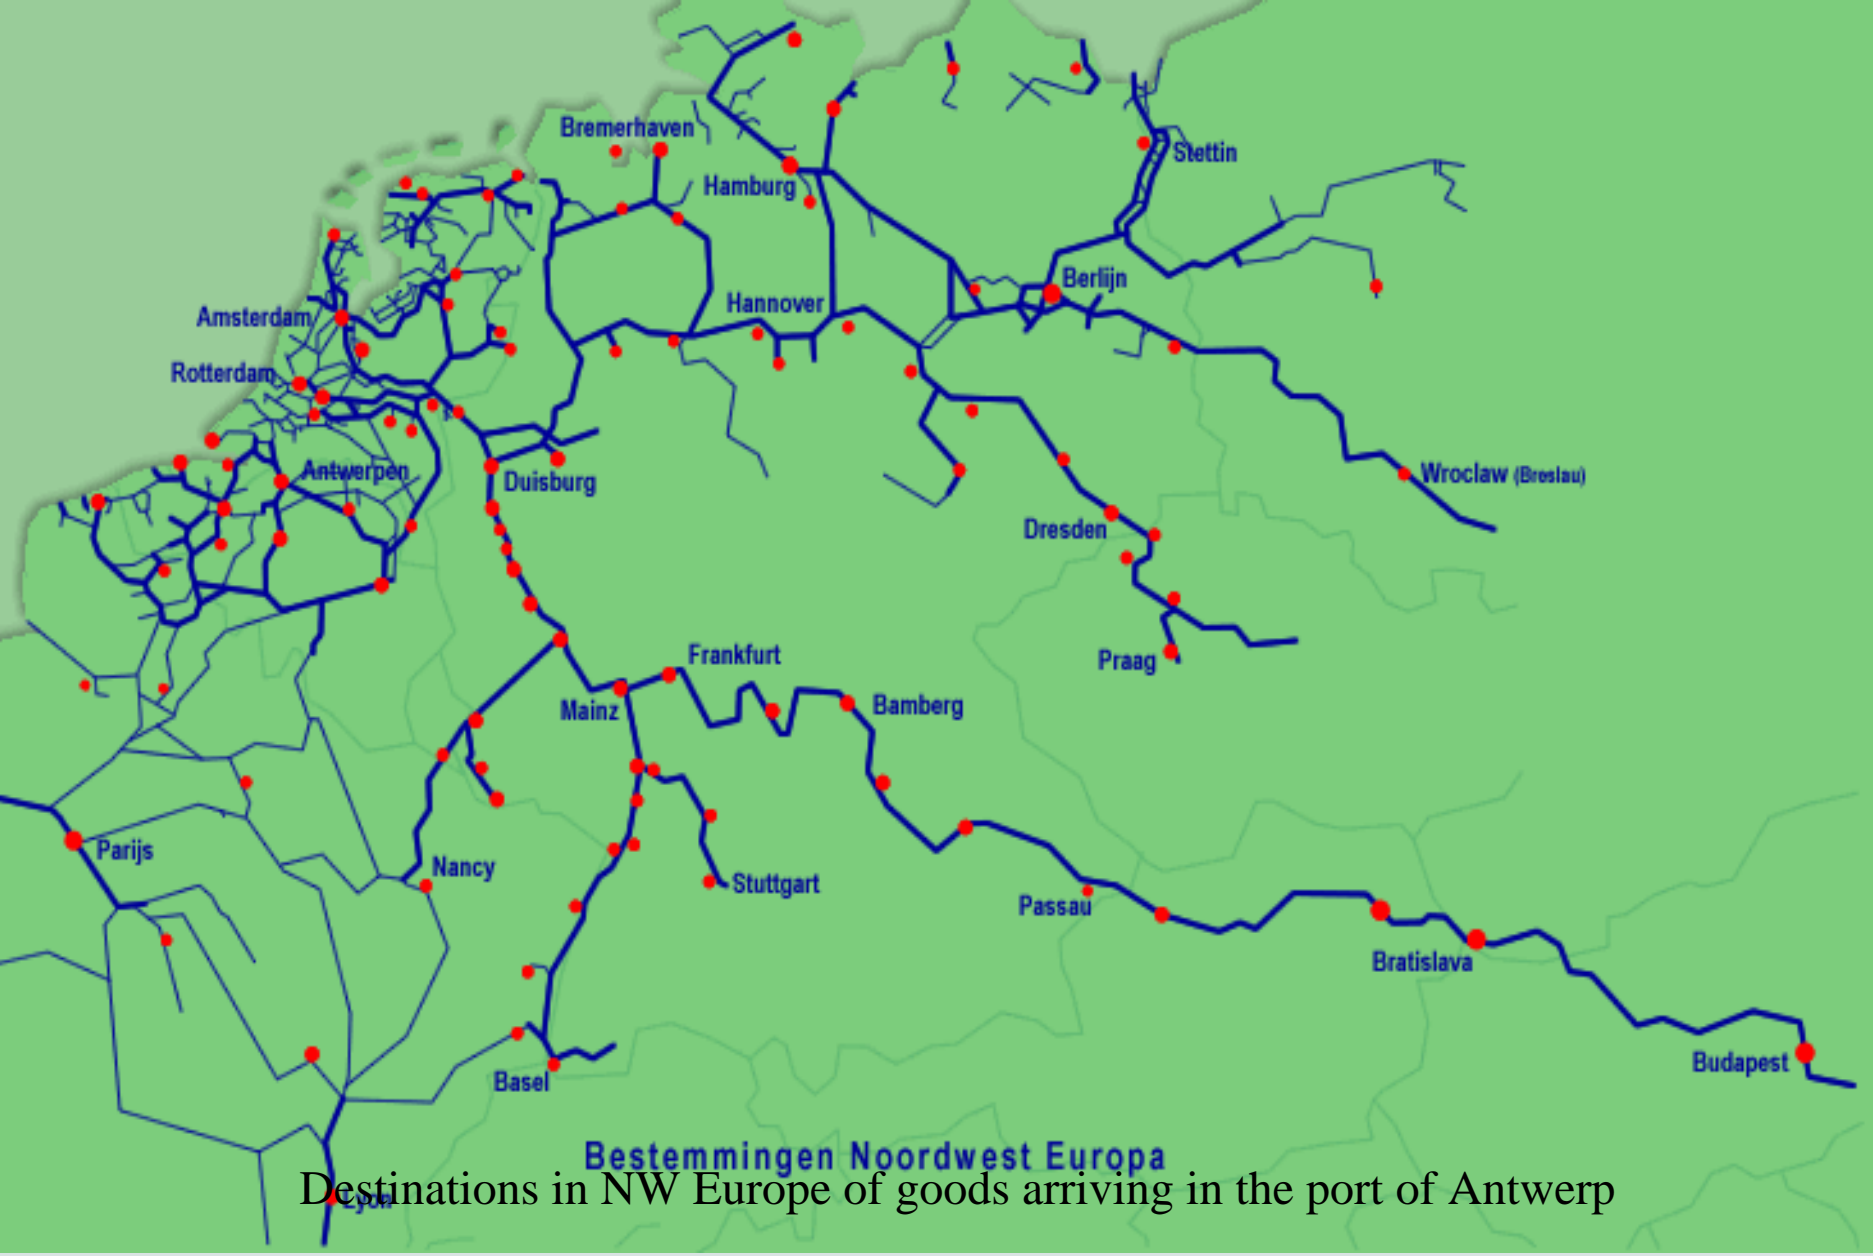 Bremerhaven
Stettin
Hamburg
Berlijn
Hannover
Amsterdam
Rotterdam
Antwerpen
Duisburg
Wroclaw (Breslau)
Dresden
Frankfurt
Praag
Mainz
Bamberg
Parijs
Nancy
Stuttgart
Passau
Bratislava
Budapest
Basel
Bestemmingen Noordwest Europa
Destinations in NW Europe of goods arriving in the port of Antwerp
Lyon